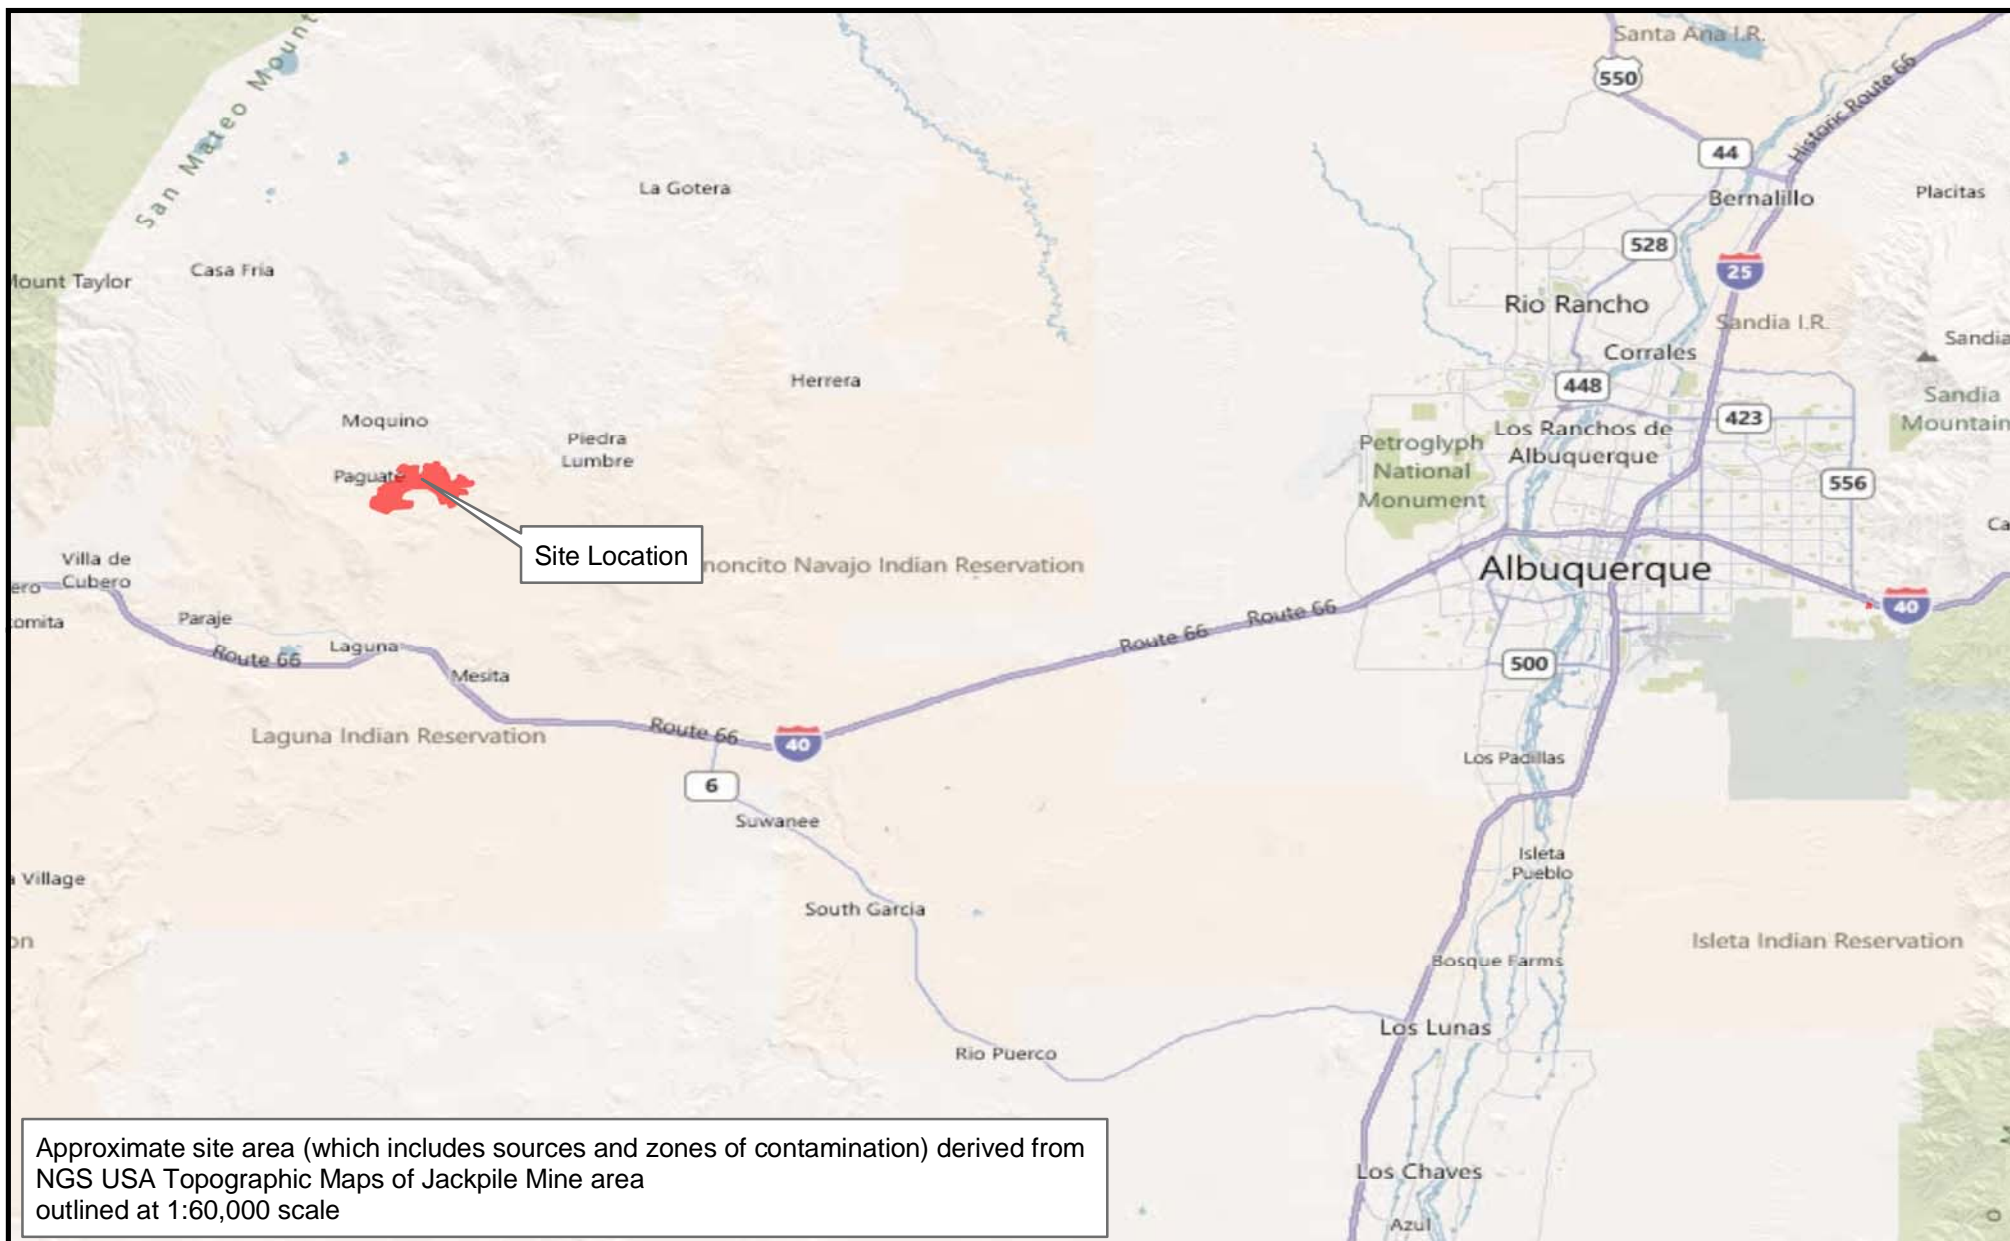 Santa Ana I.R.
550
Historic Route 66
San Mateo Mount
44
La Gotera
Bernalillo
Placitas
528
Casa Fria
25
Mount Taylor
Rio Rancho
Sandia I.R.
Sandia
Corrales
Herrera
448
Sandia
Mountain
423
Moquino
Los Ranchos de
Albuquerque
Piedra
Lumbre
Petroglyph
National
Monument
Paguate
556
Site Location
Villa de
Cubero
noncito Navajo Indian Reservation
Albuquerque
ero
Ca
40
Route 66
Route 66
Paraje
omita
Laguna
Route 66
500
Mesita
Laguna Indian Reservation
Route 66
40
Los Padillas
6
Suwanee
Isleta
Pueblo
Village
South Garcia
on
Isleta Indian Reservation
Bosque Farms
Los Lunas
Rio Puerco
Approximate site area (which includes sources and zones of contamination) derived from
NGS USA Topographic Maps of Jackpile Mine area
outlined at 1:60,000 scale
Los Chaves
Azul